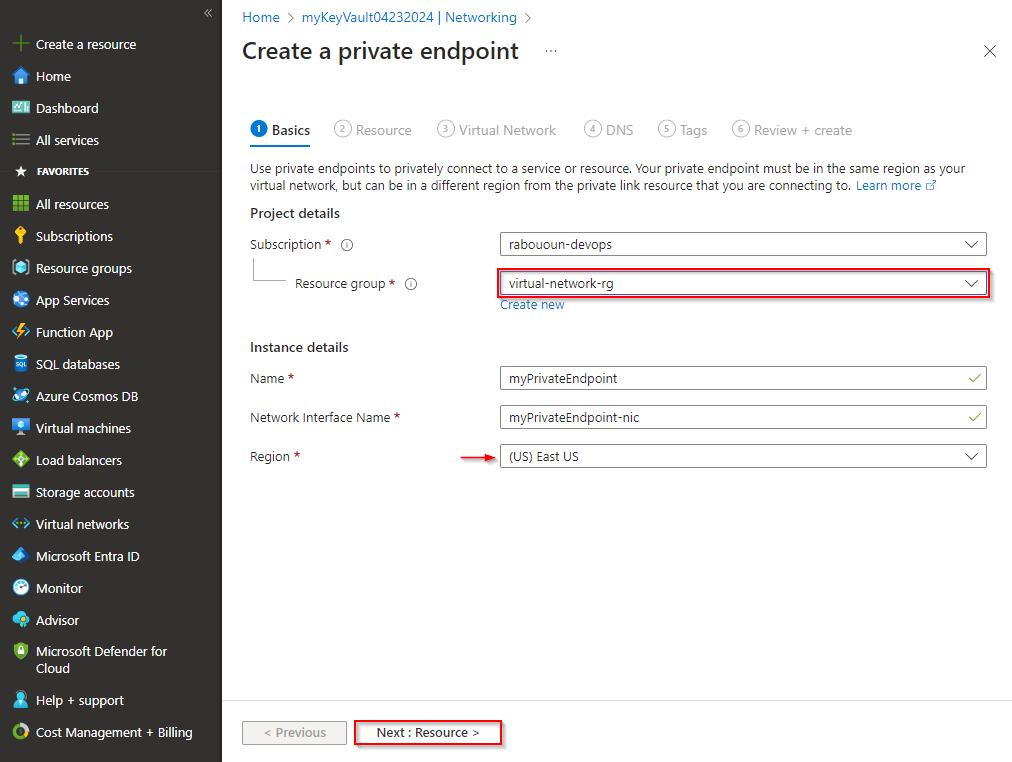 «
Create a resource
Home
Dashboard
All services
FAVORITES
All resources
Subscriptions
Resource groups
App Services
Function App
SQL
SQL databases
Azure Cosmos DB
Virtual machines
Load balancers
Storage accounts
Virtual networks
Microsoft Entra ID
Monitor
Advisor
Microsoft Defender for
Cloud
Help + support
Cost Management + Billing
Home > myKeyVault04232024 | Networking >
Create a private endpoint ...
1 Basics 2 Resource 3 Virtual Network 4 DNS 5 Tags 6 Review + create
Use private endpoints to privately connect to a service or resource. Your private endpoint must be in the same region as your
virtual network, but can be in a different region from the private link resource that you are connecting to. Learn more
Project details
Subscription * rabououn-devops
Resource group * virtual-network-rg
Create new
Instance details
Name * myPrivateEndpoint
Network Interface Name * myPrivateEndpoint-nic
Region * (US) East US
< Previous Next : Resource >